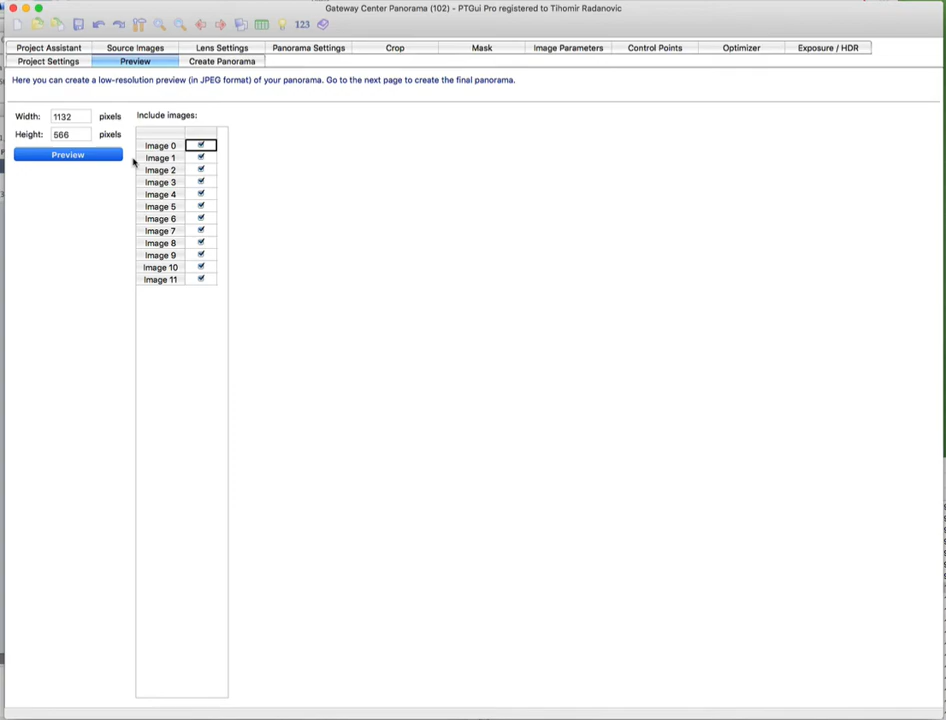 Gateway Center Panorama (102) - PTGui Pro registered to Tihomir Radanovic
123
Project Assistant Source Images Lens Settings Panorama Settings Crop Mask Image Parameters Control Points Optimizer Exposure / HDR
Project Settings Preview Create Panorama
Here you can create a low-resolution preview (in JPEG format) of your panorama. Go to the next page to create the final panorama.
Width: 1132 pixels Include images:
Height: 566 pixels
Preview
Image 0
Image 1
Image 2
Image 3
Image 4
Image 5
Image 6
Image 7
Image 8
Image 9
Image 10
Image 11